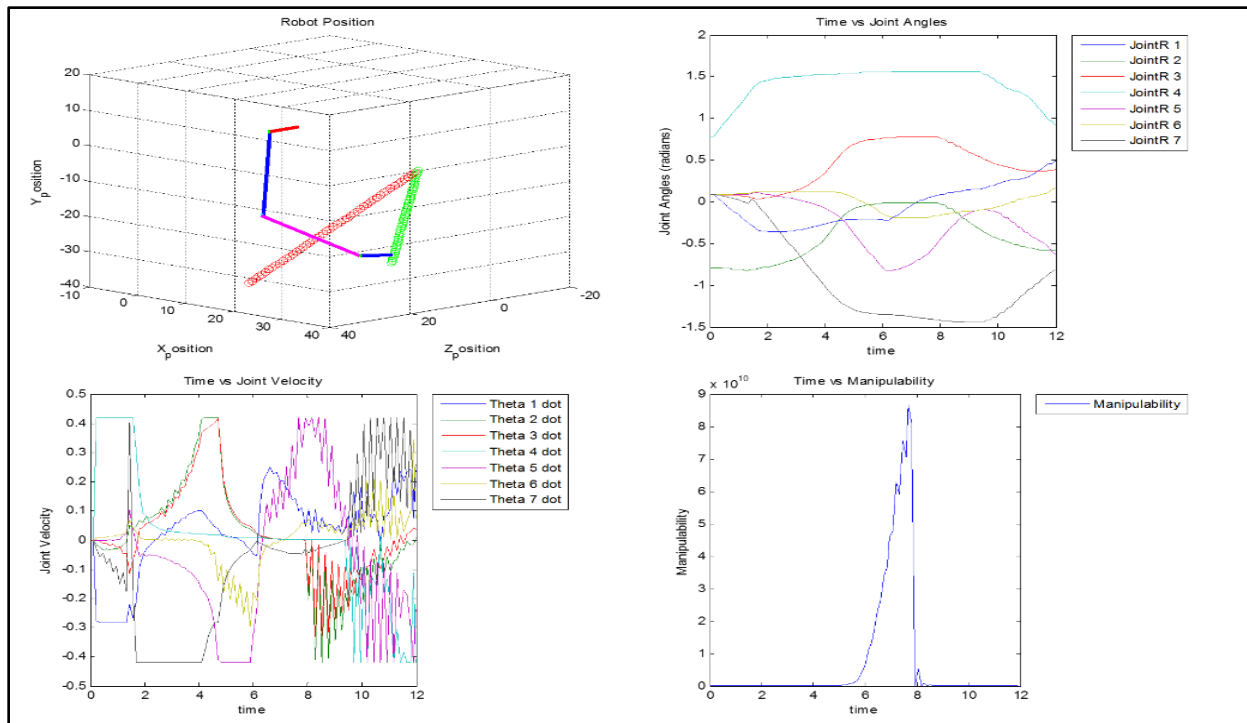 Robot Position
20
10
0
-10
-20
-30
-40
-10
0
10
20
30
40
40
20
0
-20
Y_position
X_position
Z_position
Time vs Joint Angles
2
1.5
1
0.5
0
-0.5
-1
-1.5
0 2 4 6 8 10 12
Joint Angles (radians)
time
JointR 1
JointR 2
JointR 3
JointR 4
JointR 5
JointR 6
JointR 7
Time vs Joint Velocity
0.5
0.4
0.3
0.2
0.1
0
-0.1
-0.2
-0.3
-0.4
-0.5
0 2 4 6 8 10 12
Joint Velocity
time
Theta 1 dot
Theta 2 dot
Theta 3 dot
Theta 4 dot
Theta 5 dot
Theta 6 dot
Theta 7 dot
x 10^10
Time vs Manipulability
9
8
7
6
5
4
3
2
1
0
0 2 4 6 8 10 12
Manipulability
time
Manipulability